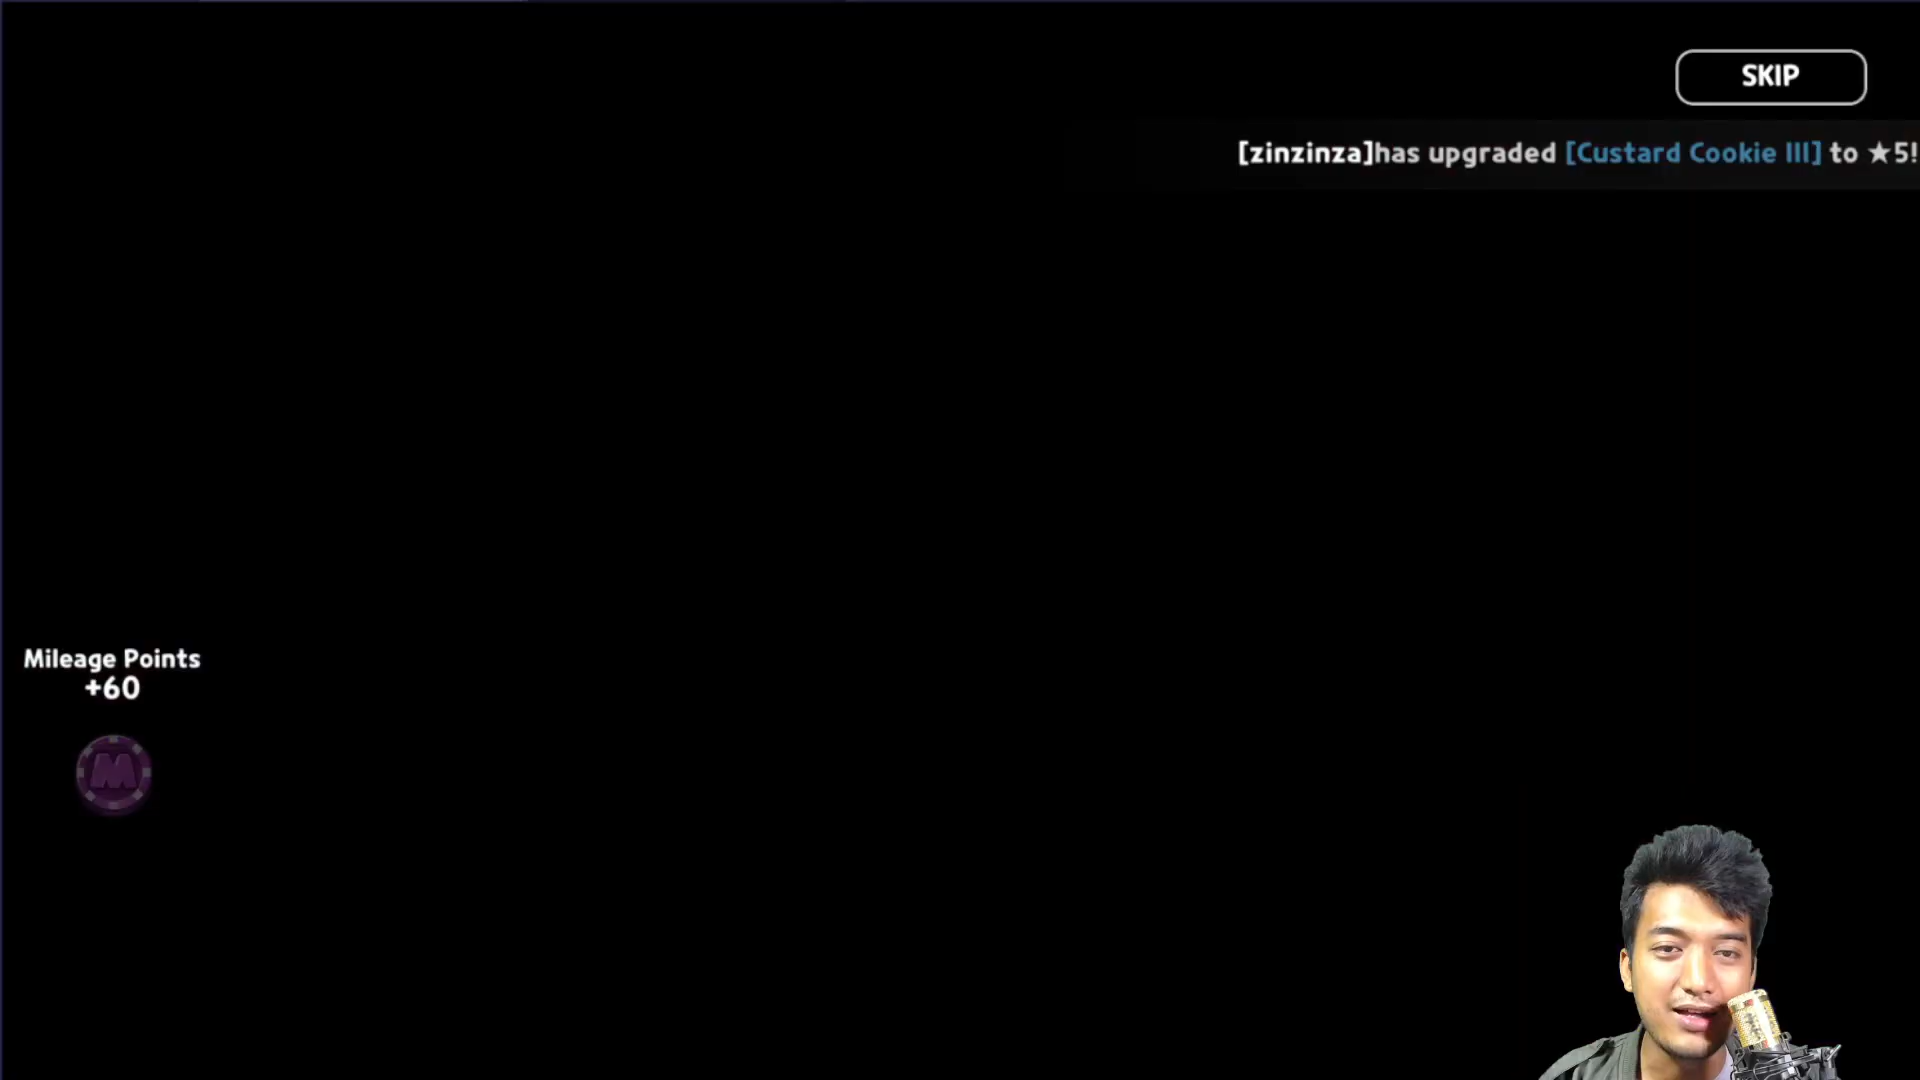 SKIP
[zinzinza]has upgraded [Custard Cookie III] to ★5!
Mileage Points
+60
M